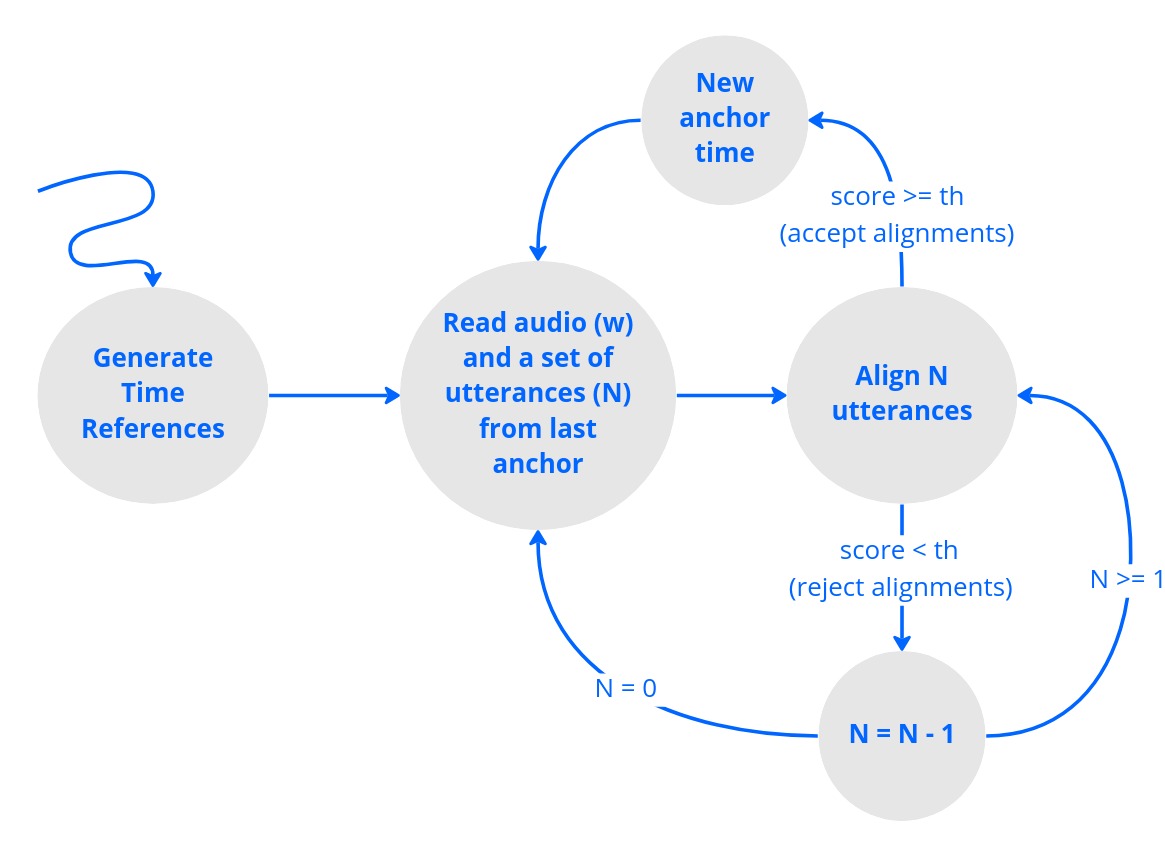 New
anchor
time
score >= th
(accept alignments)
Generate
Time
References
Read audio (w)
and a set of
utterances (N)
from last
anchor
Align N
utterances
score < th
(reject alignments)
N >= 1
N = 0
N = N - 1